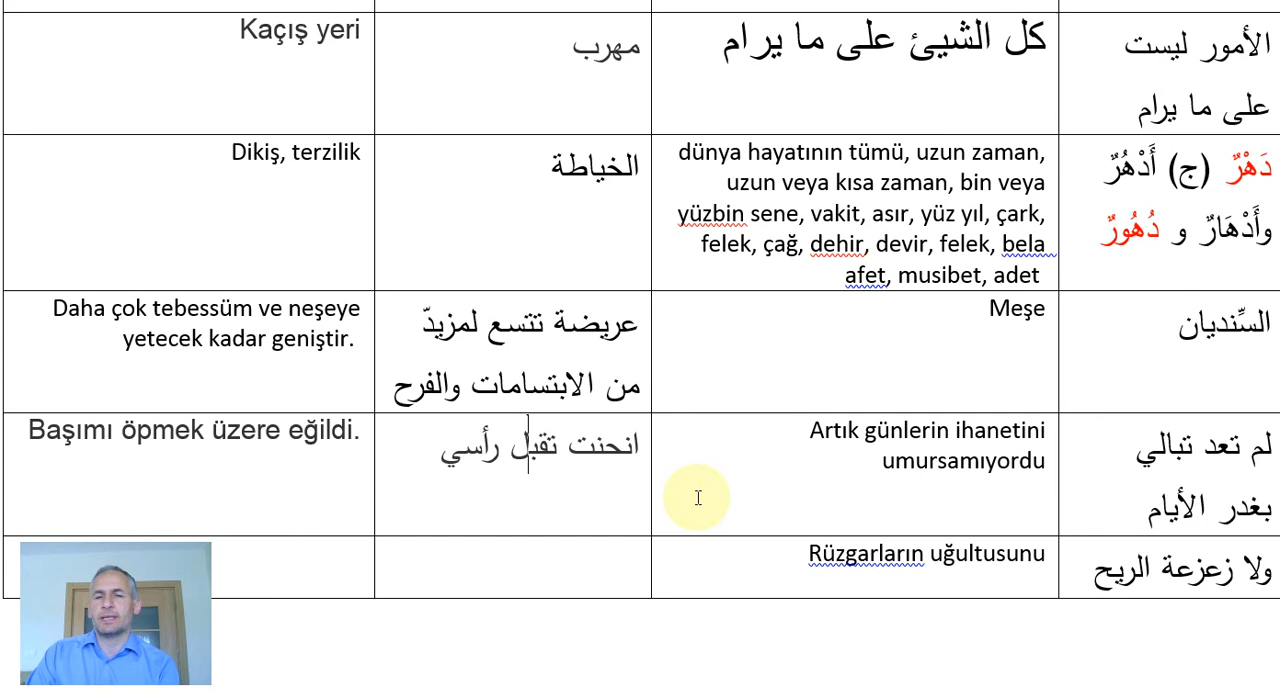 الأمور ليست
على ما يرام
كل الشيئ على ما يرام
مهرب
Kaçış yeri
دَهْرٌ (ج) أَدْهُرٌ
وأَدْهَارٌ و دُهُورٌ
dünya hayatının tümü, uzun zaman,
uzun veya kısa zaman, bin veya
yüzbin sene, vakit, asır, yüz yıl, çark,
felek, çağ, dehir, devir, felek, bela
afet, musibet, adet
الخياطة
Dikiş, terzilik
السِّنديان
Meşe
عريضة تتسع لمزيدّ
من الابتسامات والفرح
Daha çok tebessüm ve neşeye
yetecek kadar geniştir.
لم تعد تبالي
بغدر الأيام
Artık günlerin ihanetini
umursamıyordu
انحنت تقبل رأسي
Başımı öpmek üzere eğildi.
ولا زعزعة الريح
Rüzgarların uğultusunu